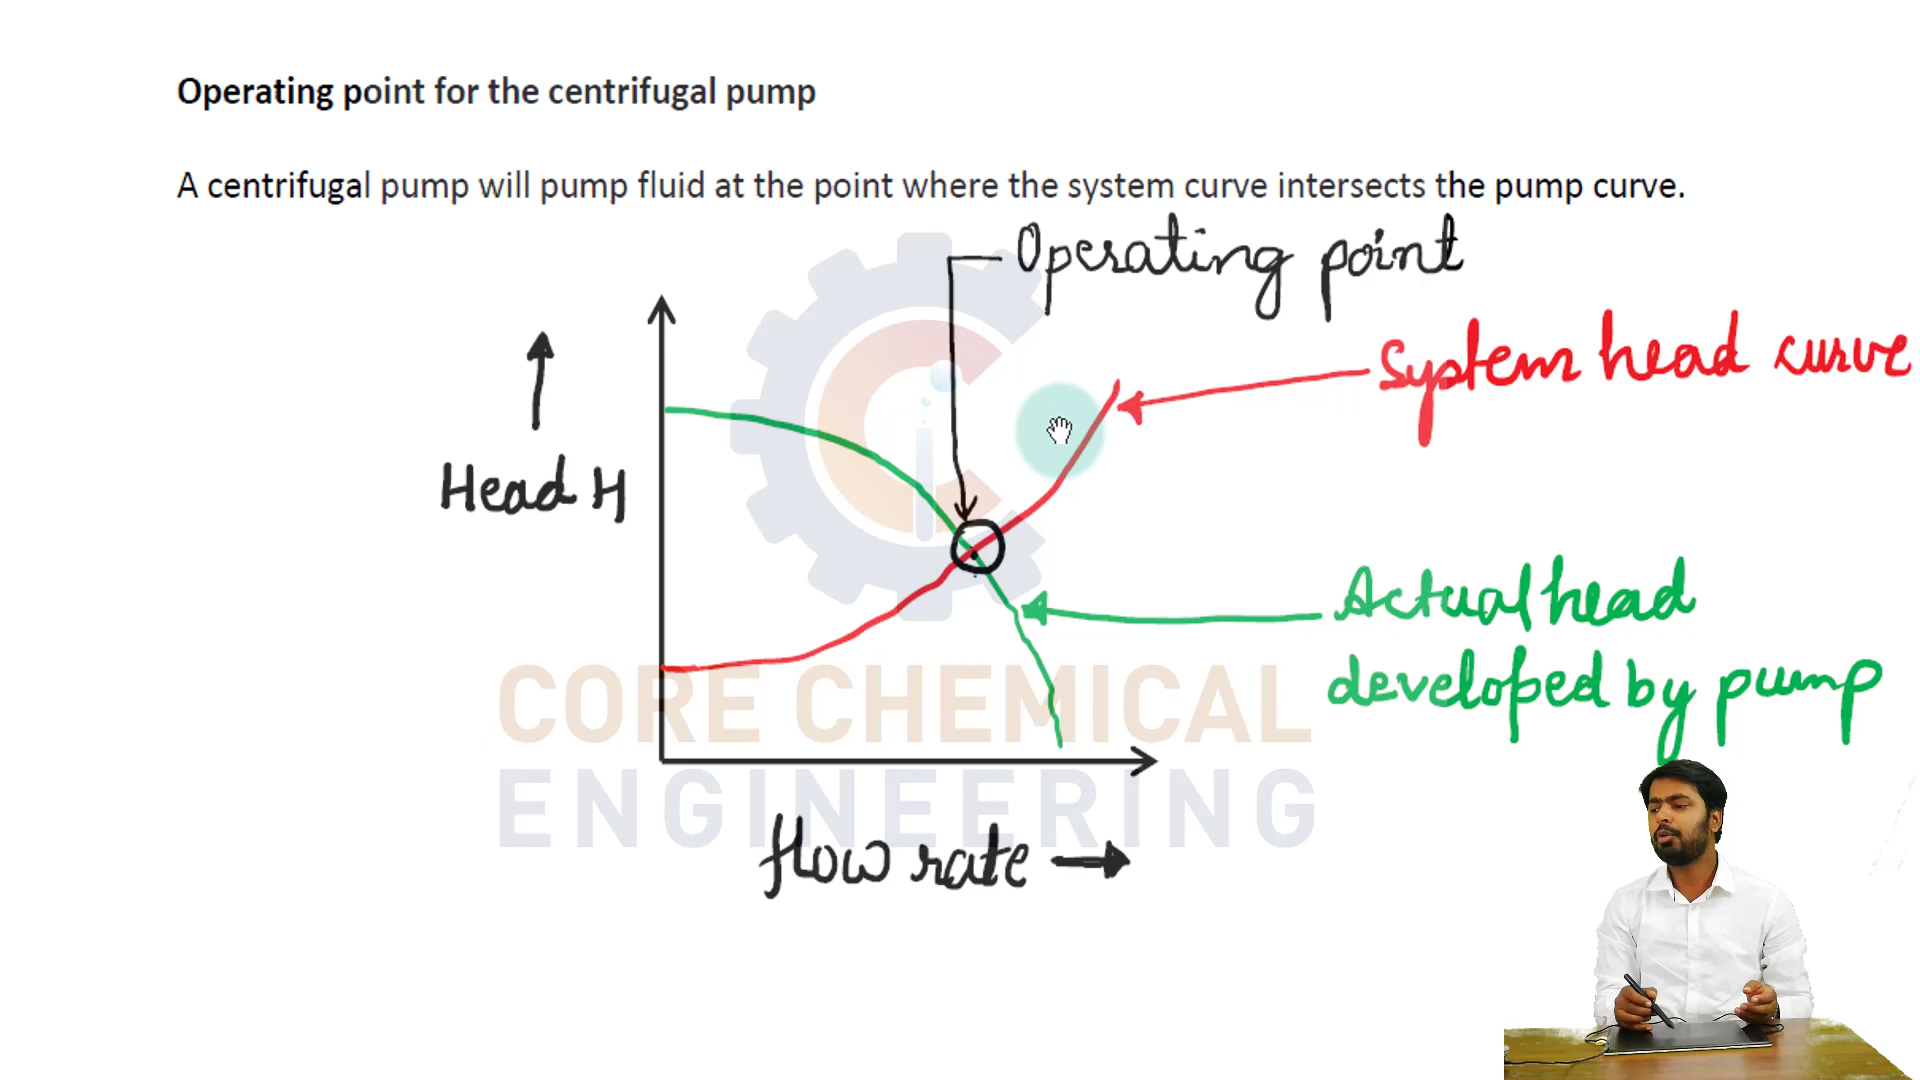 Operating point for the centrifugal pump
A centrifugal pump will pump fluid at the point where the system curve intersects the pump curve.
Operating point
System head curve
Head H
Actual head
developed by pump
CORE CHEMICAL
ENGINEERING
flow rate